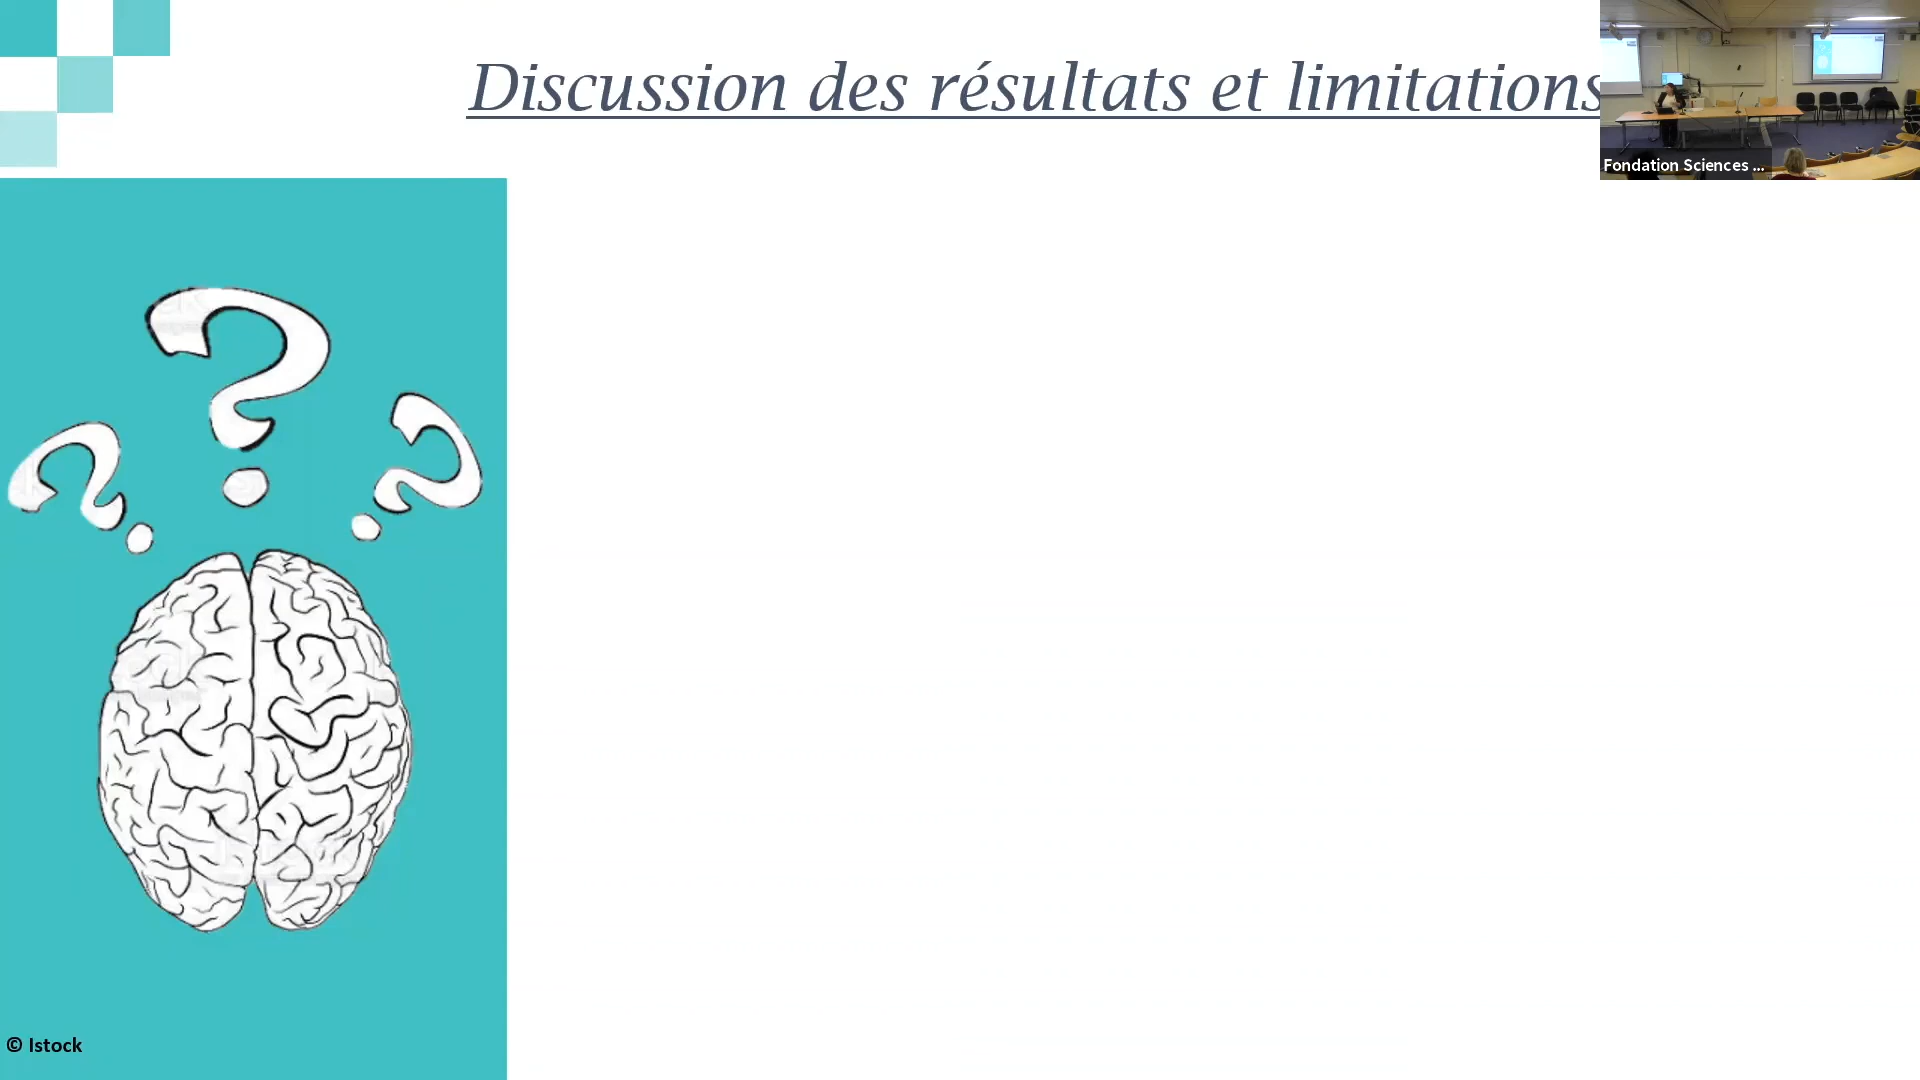 Discussion des résultats et limitations
Fondation Sciences ...
© Istock